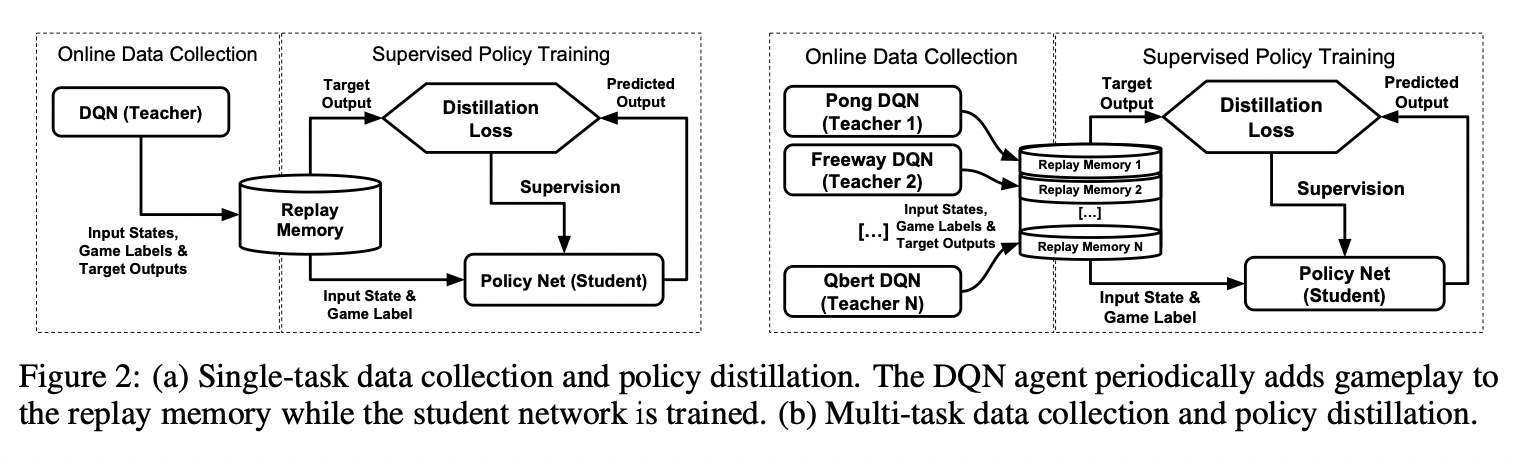 Online Data Collection
Supervised Policy Training
DQN (Teacher)
Target
Output
Distillation
Loss
Predicted
Output
Supervision
Replay
Memory
Input States,
Game Labels &
Target Outputs
Policy Net (Student)
Input State &
Game Label
Online Data Collection
Supervised Policy Training
Pong DQN
(Teacher 1)
Freeway DQN
(Teacher 2)
[...]
Qbert DQN
(Teacher N)
Input States,
Game Labels &
Target Outputs
Replay Memory 1
Replay Memory 2
[...]
Replay Memory N
Target
Output
Distillation
Loss
Predicted
Output
Supervision
Policy Net
(Student)
Input State &
Game Label
Figure 2: (a) Single-task data collection and policy distillation. The DQN agent periodically adds gameplay to
the replay memory while the student network is trained. (b) Multi-task data collection and policy distillation.